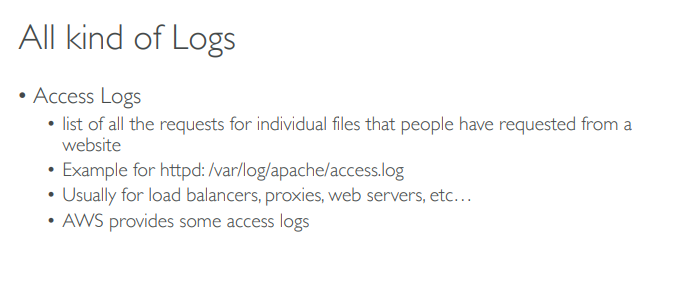 All kind of Logs
• Access Logs
• list of all the requests for individual files that people have requested from a
website
• Example for httpd: /var/log/apache/access.log
• Usually for load balancers, proxies, web servers, etc…
• AWS provides some access logs